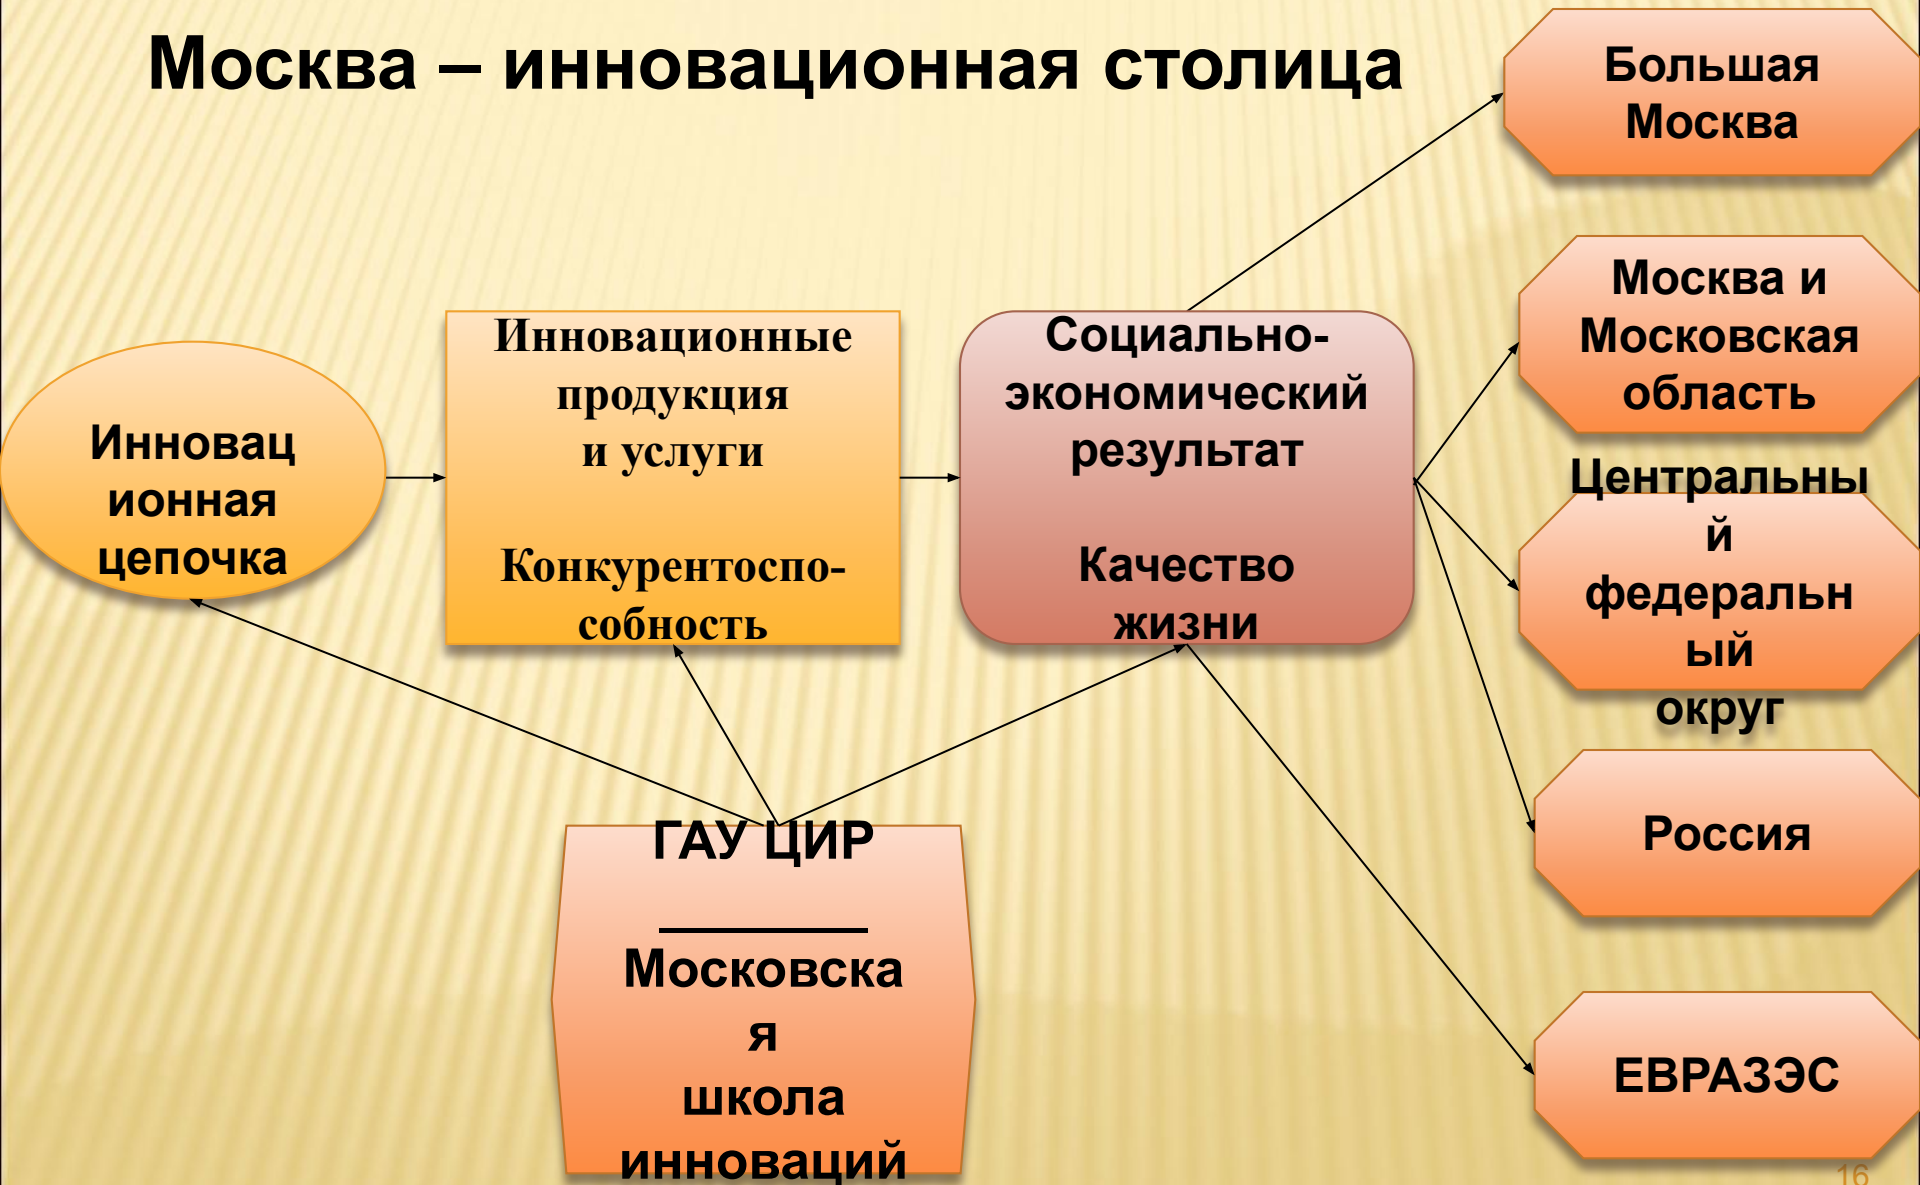 Москва – инновационная столица
Большая
Москва
Москва и
Московская
область
Инновац
ионная
цепочка
Инновационные
продукция
и услуги
Конкурентоспо-
собность
Социально-
экономический
результат
Качество
жизни
Центральны
й
федеральн
ый
округ
Россия
ГАУ ЦИР
Московска
я
школа
инноваций
ЕВРАЗЭС
16